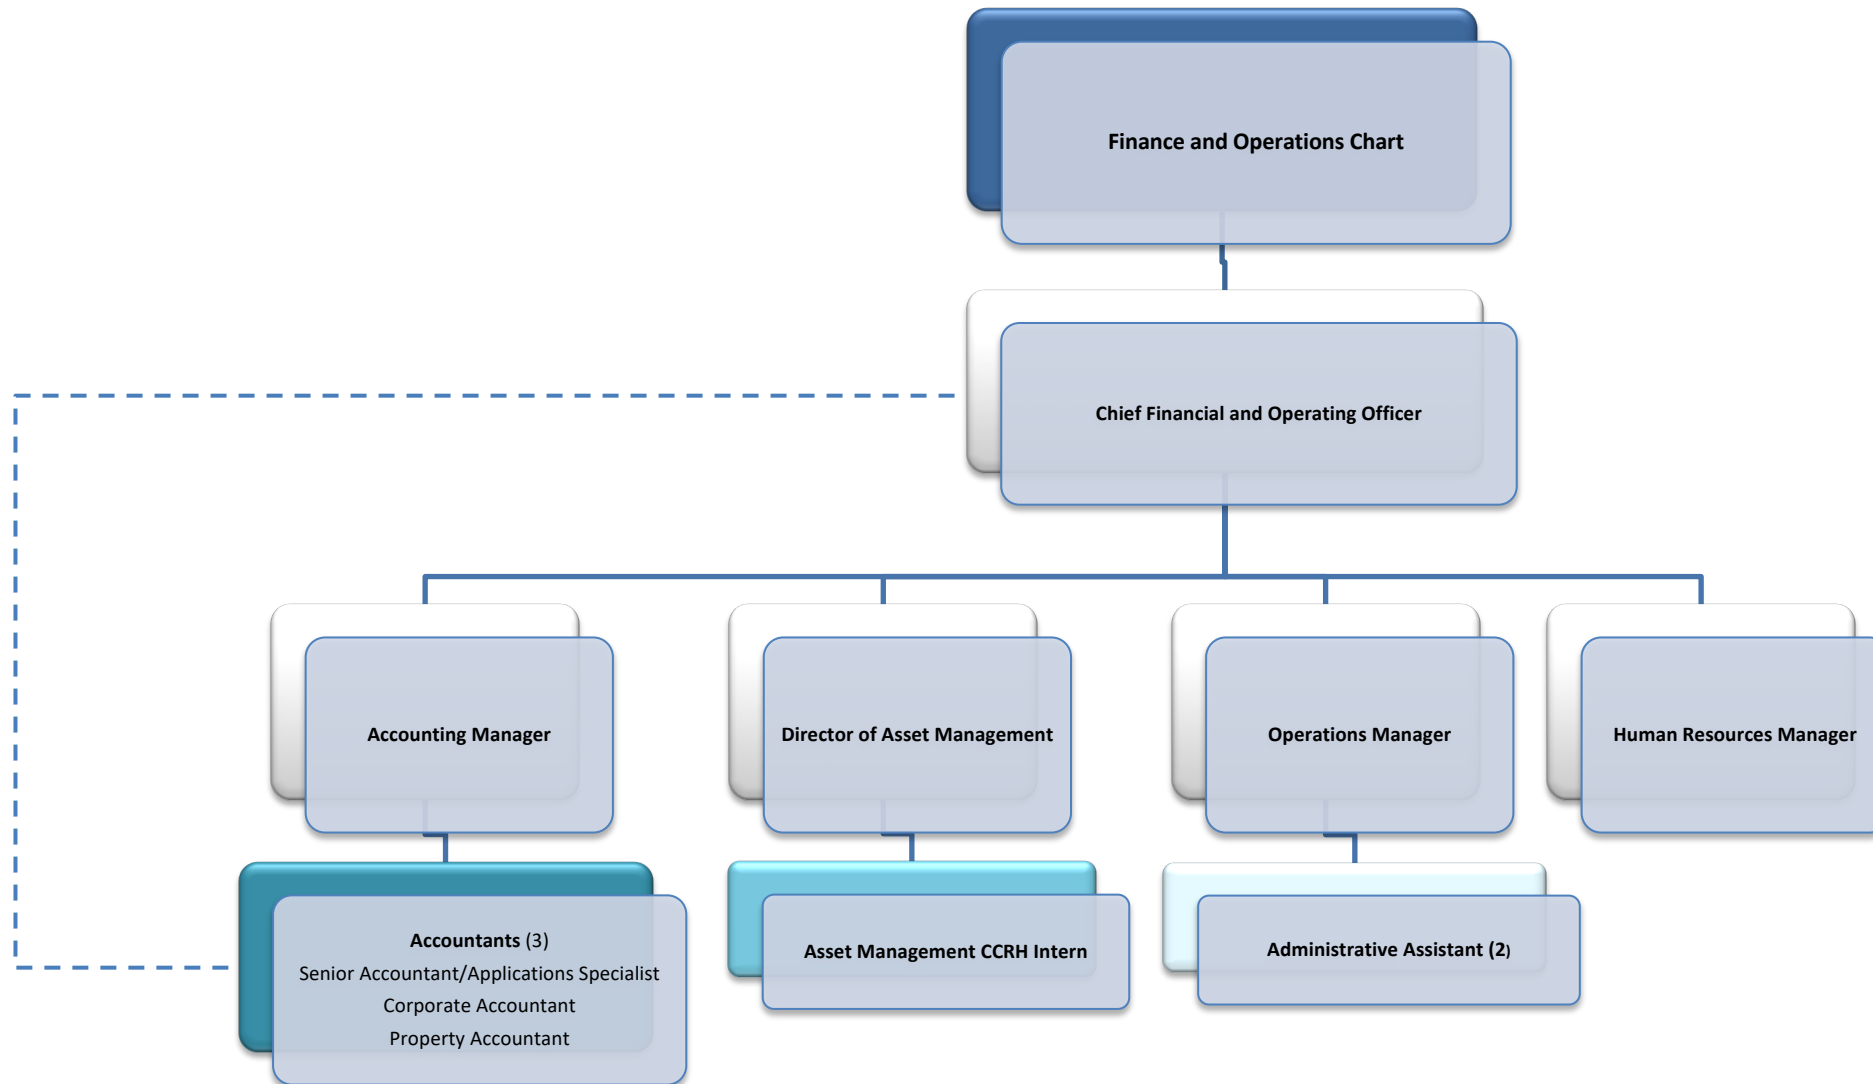 Finance and Operations Chart
Chief Financial and Operating Officer
Accounting Manager
Director of Asset Management
Operations Manager
Human Resources Manager
Accountants (3)
Senior Accountant/Applications Specialist
Corporate Accountant
Property Accountant
Asset Management CCRH Intern
Administrative Assistant (2)